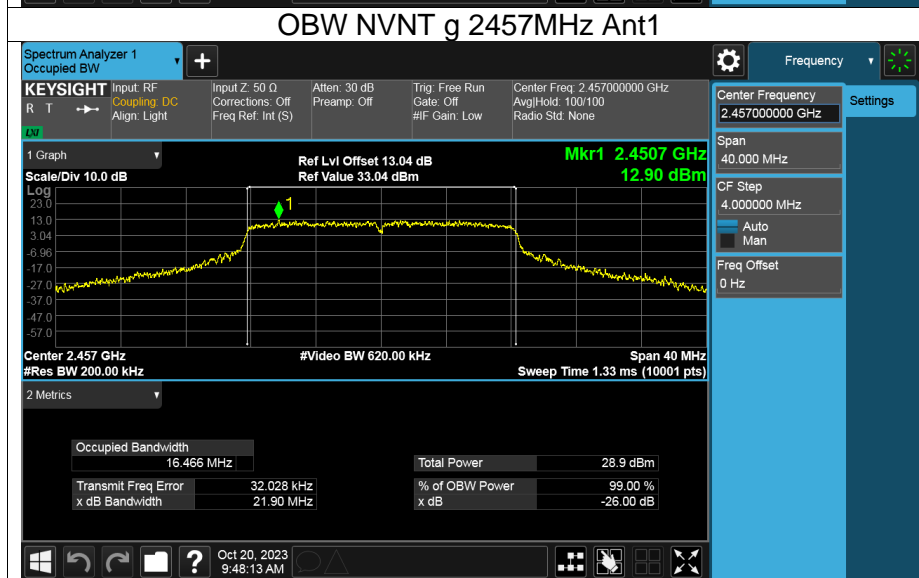 OBW NVNT g 2457MHz Ant1
Spectrum Analyzer 1
Occupied BW
+
Frequency
KEYSIGHT
R T
LXI
Input: RF
Coupling: DC
Align: Light
Input Z: 50 Ω
Corrections: Off
Freq Ref: Int (S)
Atten: 30 dB
Preamp: Off
Trig: Free Run
Gate: Off
#IF Gain: Low
Center Freq: 2.457000000 GHz
Avg|Hold: 100/100
Radio Std: None
Center Frequency
2.457000000 GHz
Settings
Span
40.000 MHz
CF Step
4.000000 MHz
Auto
Man
Freq Offset
0 Hz
1 Graph
Scale/Div 10.0 dB
Ref Lvl Offset 13.04 dB
Ref Value 33.04 dBm
Mkr1 2.4507 GHz
12.90 dBm
Log
23.0
13.0
3.04
-6.96
-17.0
-27.0
-37.0
-47.0
-57.0
1
Center 2.457 GHz
#Res BW 200.00 kHz
#Video BW 620.00 kHz
Span 40 MHz
Sweep Time 1.33 ms (10001 pts)
2 Metrics
Occupied Bandwidth
16.466 MHz
Total Power 28.9 dBm
Transmit Freq Error 32.028 kHz
% of OBW Power 99.00 %
x dB Bandwidth 21.90 MHz
x dB -26.00 dB
?
Oct 20, 2023
9:48:13 AM